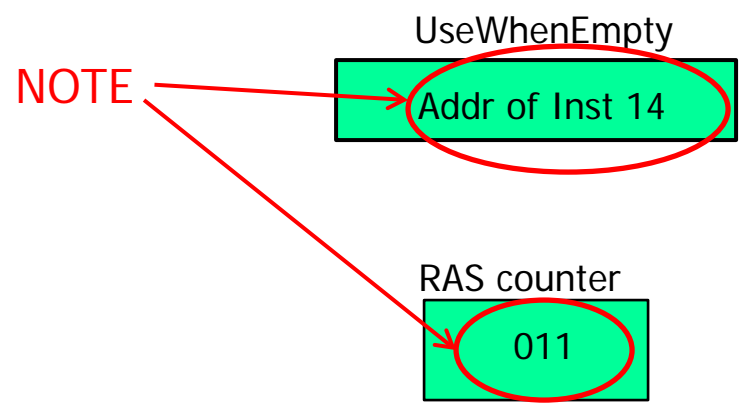 UseWhenEmpty
NOTE
Addr of Inst 14
RAS counter
011